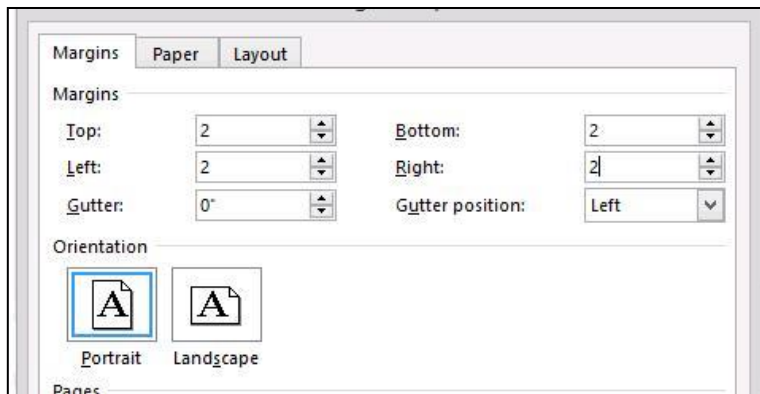 Margins Paper Layout
Margins
Top: 2 Bottom: 2
Left: 2 Right: 2
Gutter: 0" Gutter position: Left
Orientation
A A
Portrait Landscape
Pages